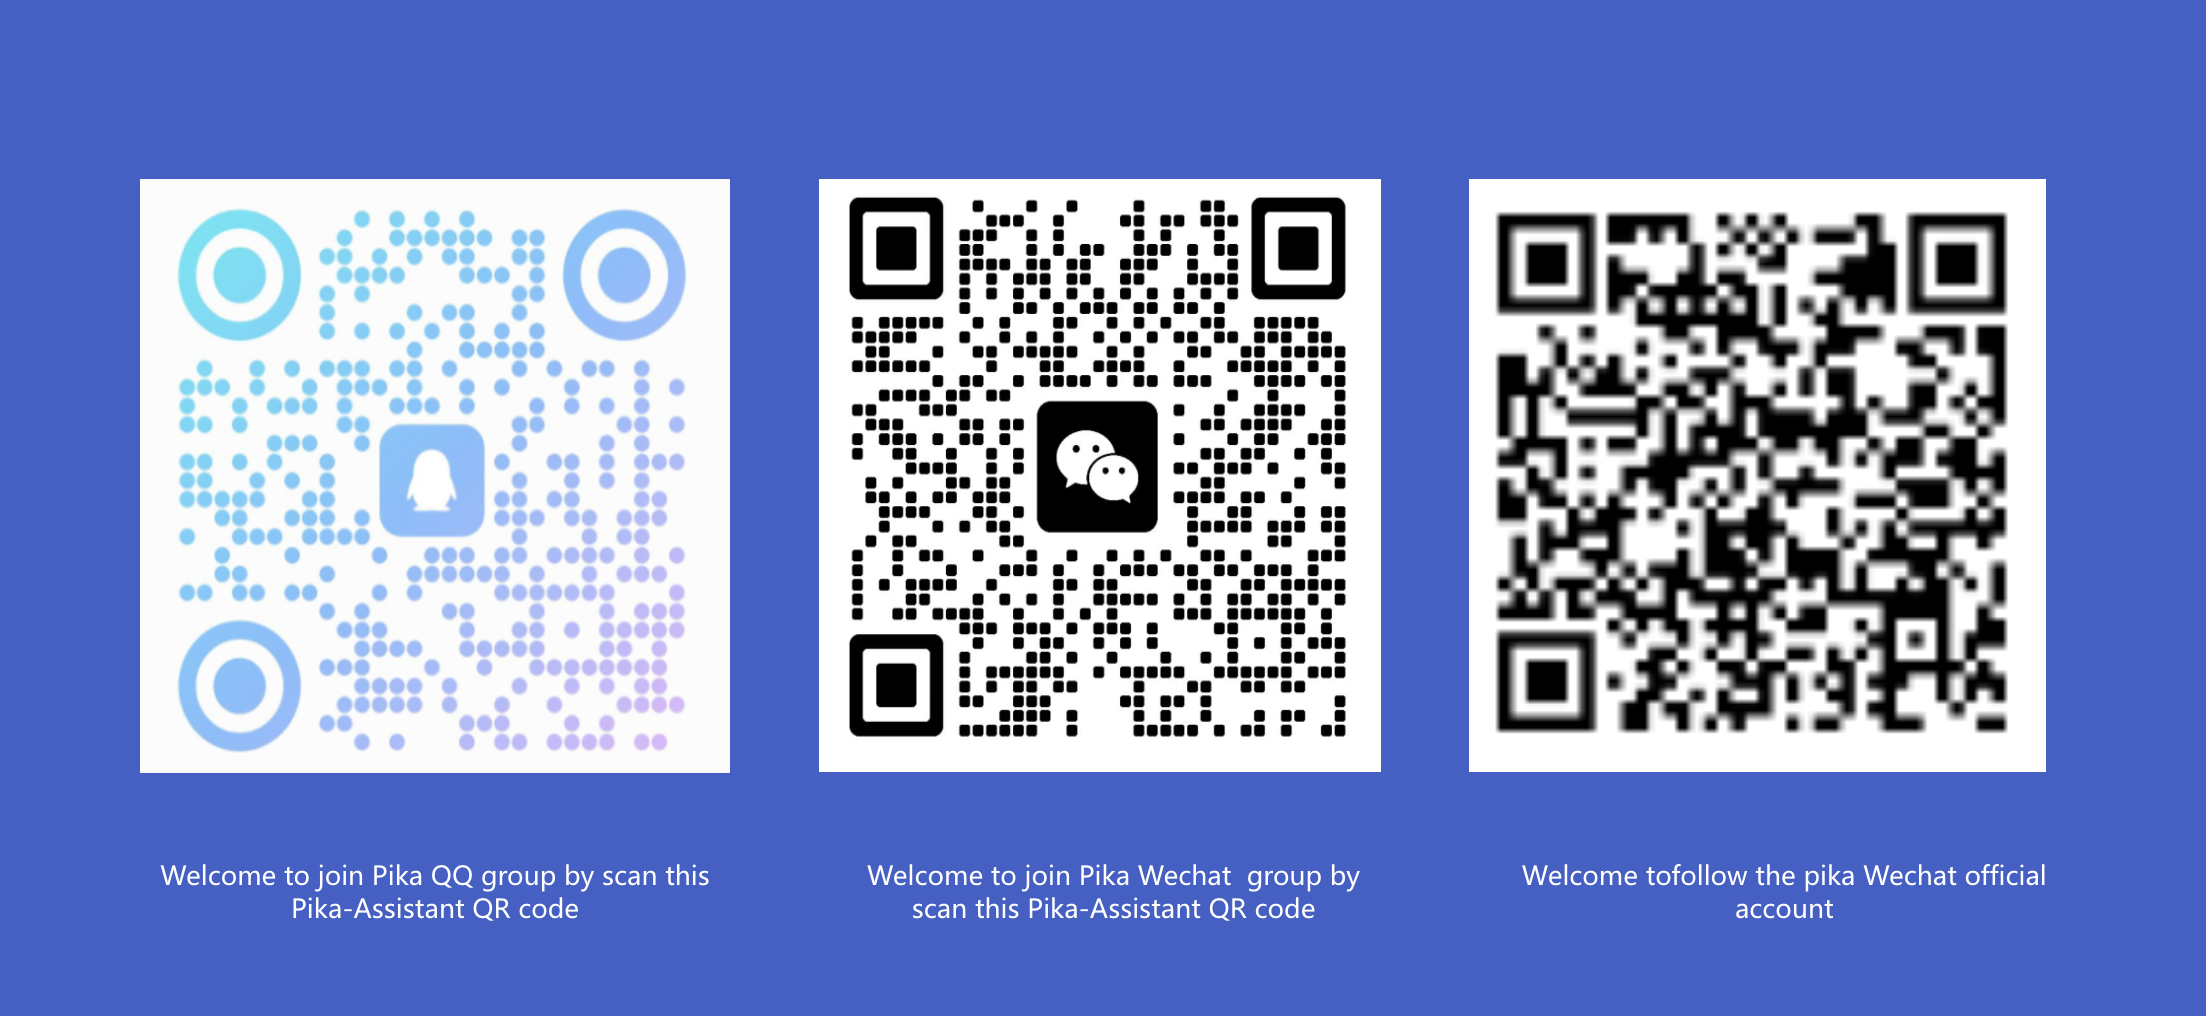 Welcome to join Pika QQ group by scan this
Pika-Assistant QR code
Welcome to join Pika Wechat  group by
scan this Pika-Assistant QR code
Welcome tofollow the pika Wechat official
account